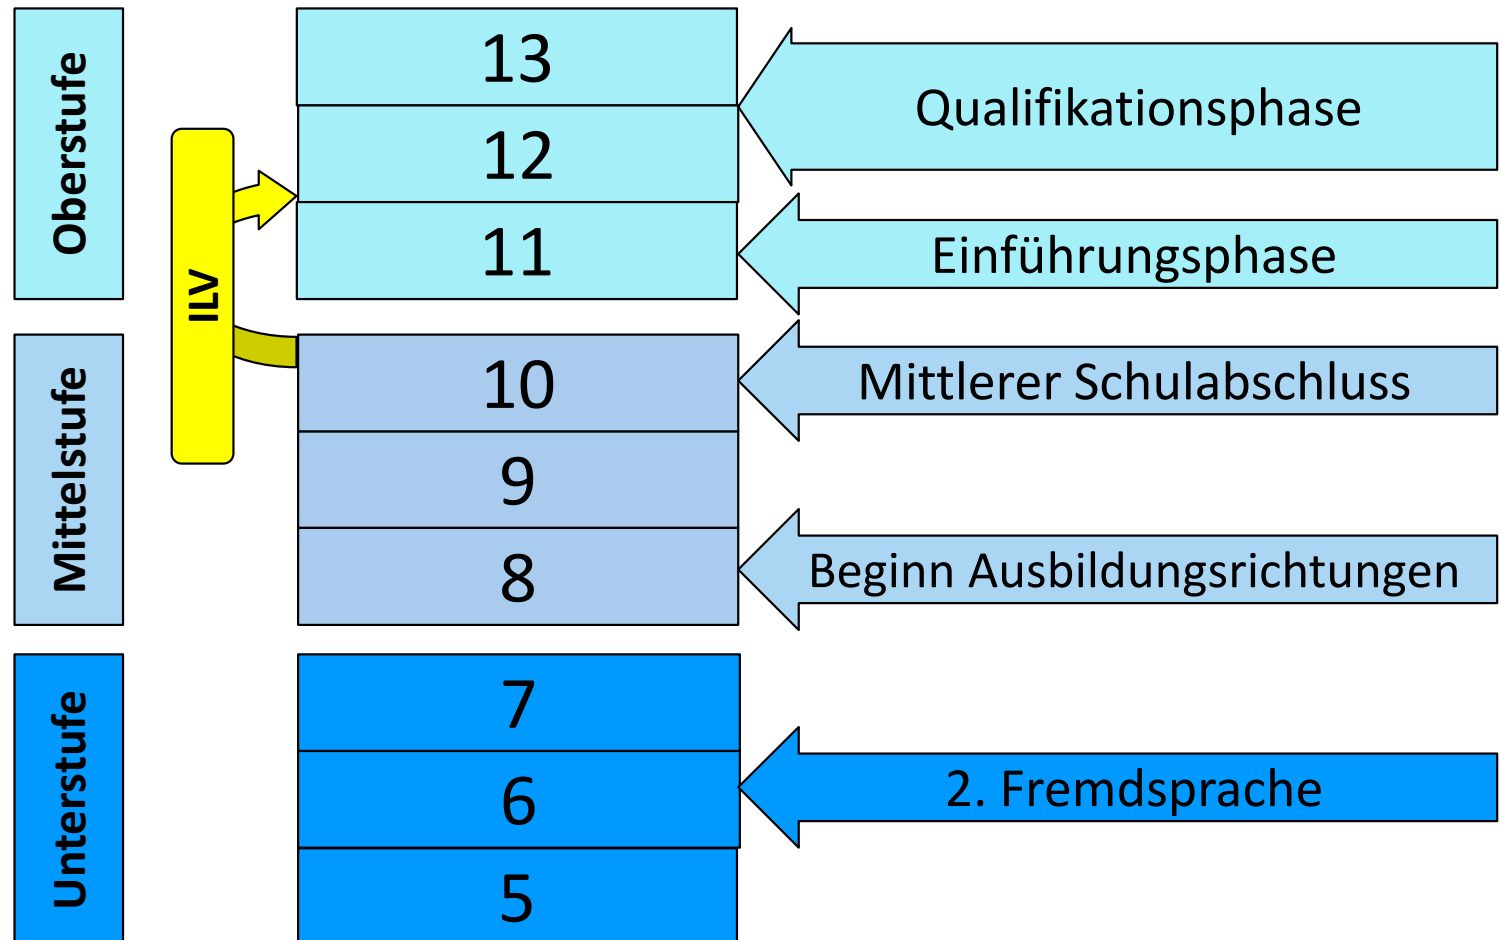 Oberstufe
13
12
11
Qualifikationsphase
Einführungsphase
ILV
Mittelstufe
10
9
8
Mittlerer Schulabschluss
Beginn Ausbildungsrichtungen
Unterstufe
7
6
5
2. Fremdsprache